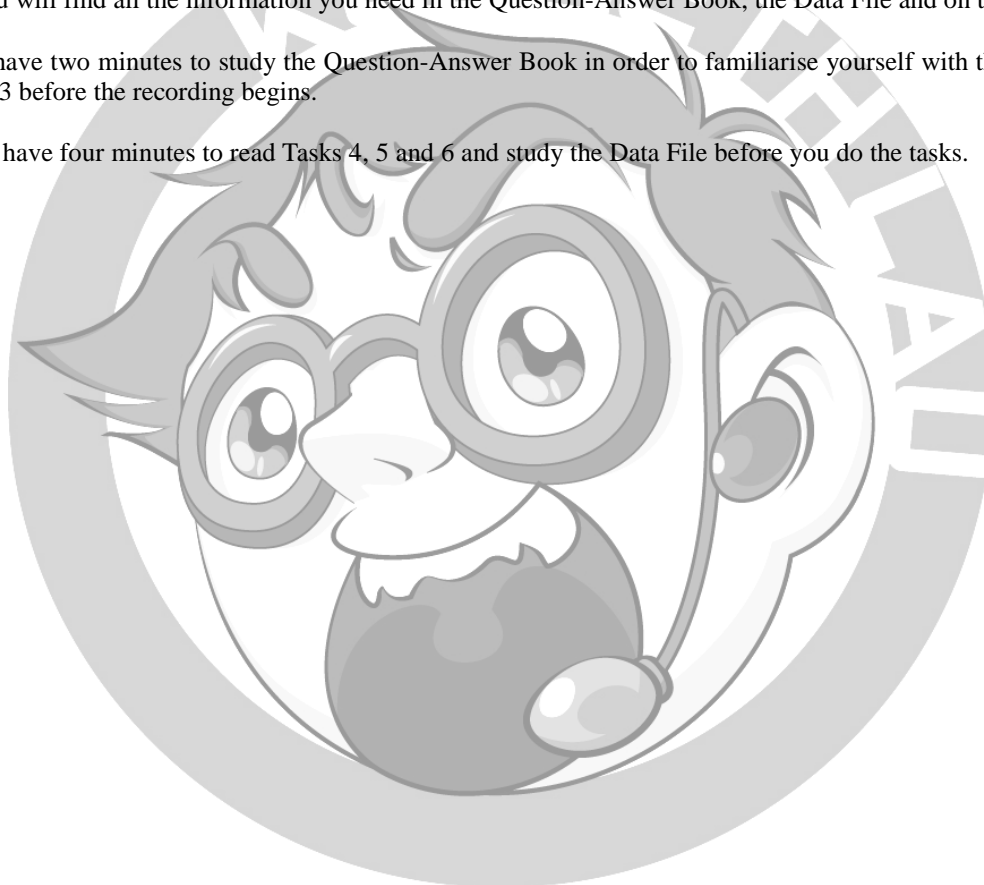 will find all the information you need in the Question-Answer Book, the Data File and on
have two minutes to study the Question-Answer Book in order to familiarise yourself with
3 before the recording begins.
have four minutes to read Tasks 4, 5 and 6 and study the Data File before you do the tasks.